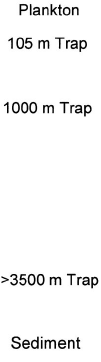 Plankton
105 m Trap
1000 m Trap
>3500 m Trap
Sediment